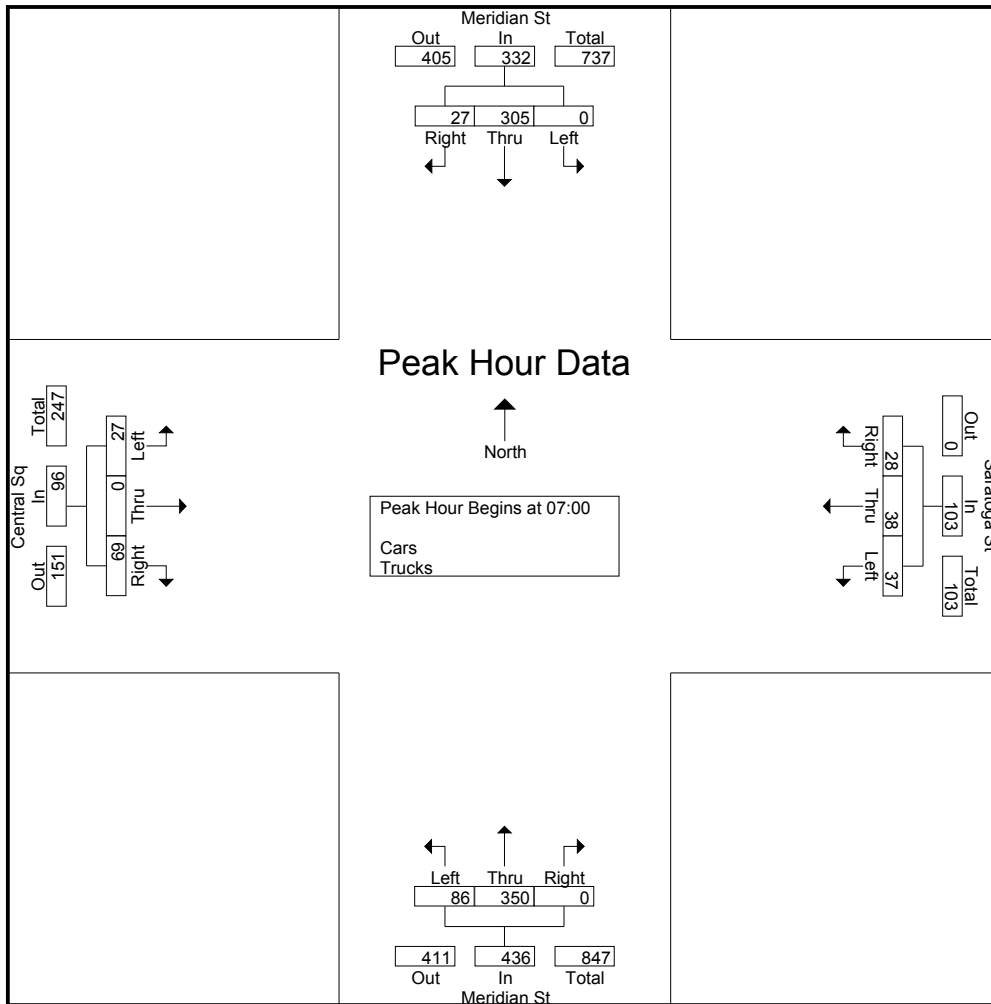 Meridian St
Out In Total
405 332 737
27 305 0
Right Thru Left
Peak Hour Data
North
Peak Hour Begins at 07:00
Cars
Trucks
Central Sq
Total In Out
247 96 151
27 0 69
Left Thru Right
Right Thru Left
28 38 37
Out In Total
0 103 103
Saratoga St
Left Thru Right
86 350 0
411 436 847
Out In Total
Meridian St